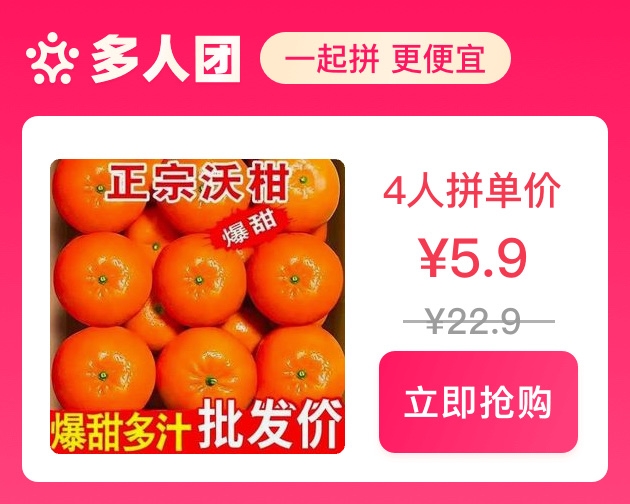 多人团 一起拼 更便宜
正宗沃柑
爆甜
爆甜多汁 批发价
4人拼单价
¥5.9
¥22.9
立即抢购